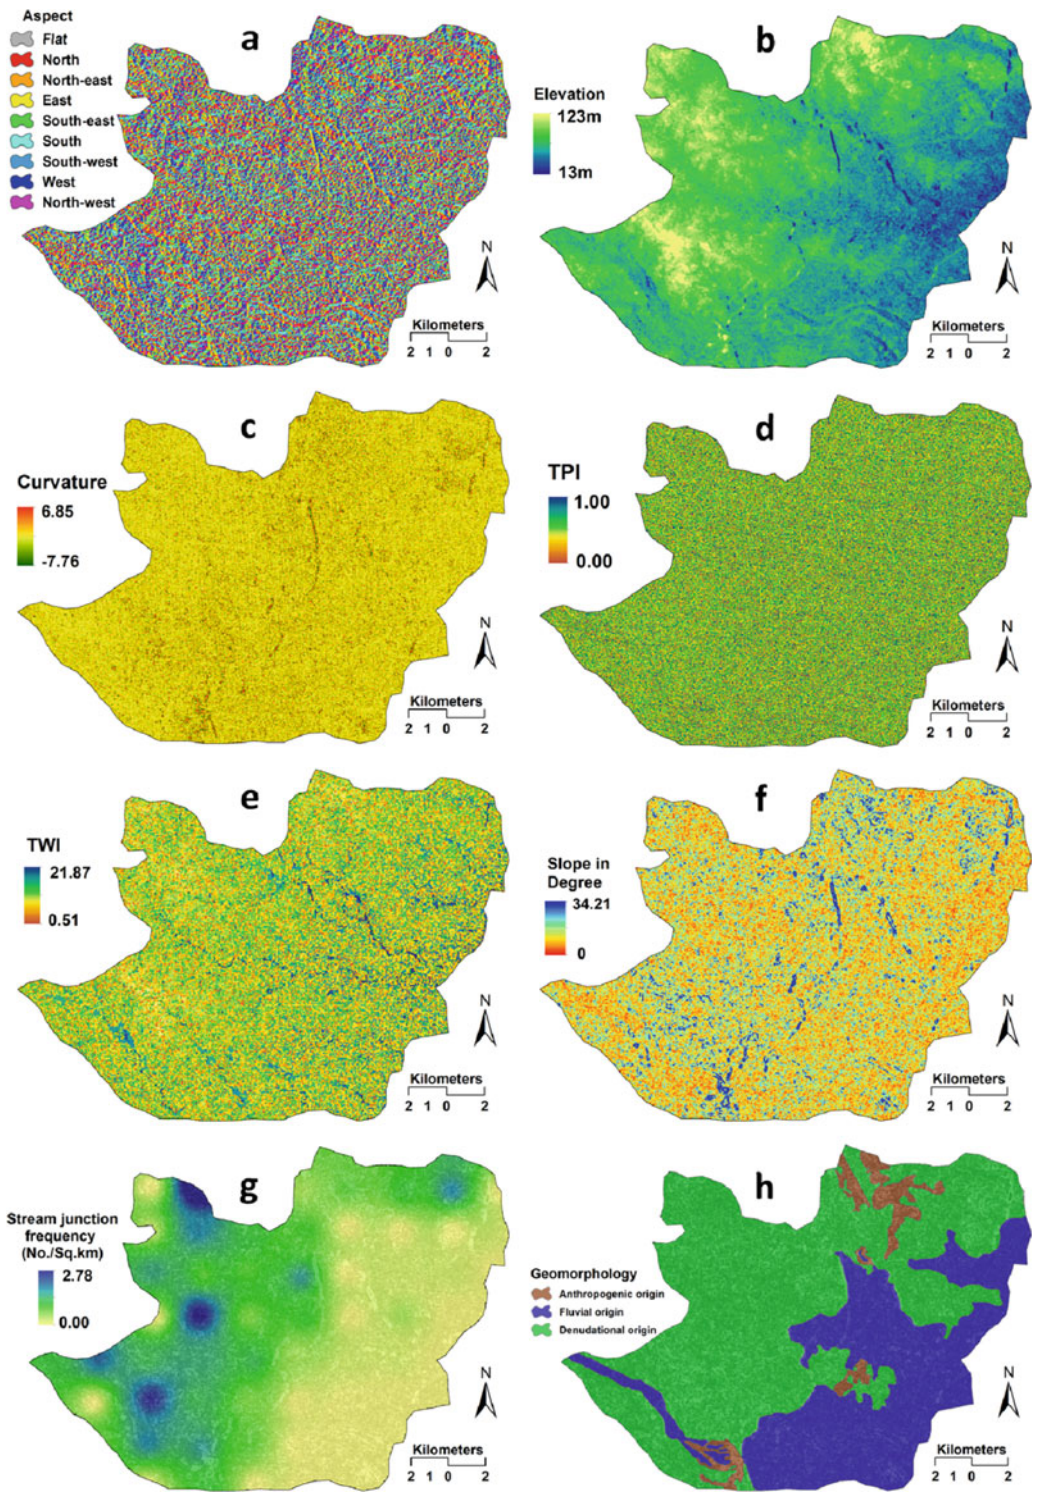 a
Aspect
Flat
North
North-east
East
South-east
South
South-west
West
North-west
N
Kilometers
2 1 0 2
b
Elevation
123m
13m
N
Kilometers
2 1 0 2
c
Curvature
6.85
-7.76
N
Kilometers
2 1 0 2
d
TPI
1.00
0.00
N
Kilometers
2 1 0 2
e
TWI
21.87
0.51
N
Kilometers
2 1 0 2
f
Slope in
Degree
34.21
0
N
Kilometers
2 1 0 2
g
Stream junction
frequency
(No./Sq.km)
2.78
0.00
N
Kilometers
2 1 0 2
h
Geomorphology
Anthropogenic origin
Fluvial origin
Denudational origin
N
Kilometers
2 1 0 2